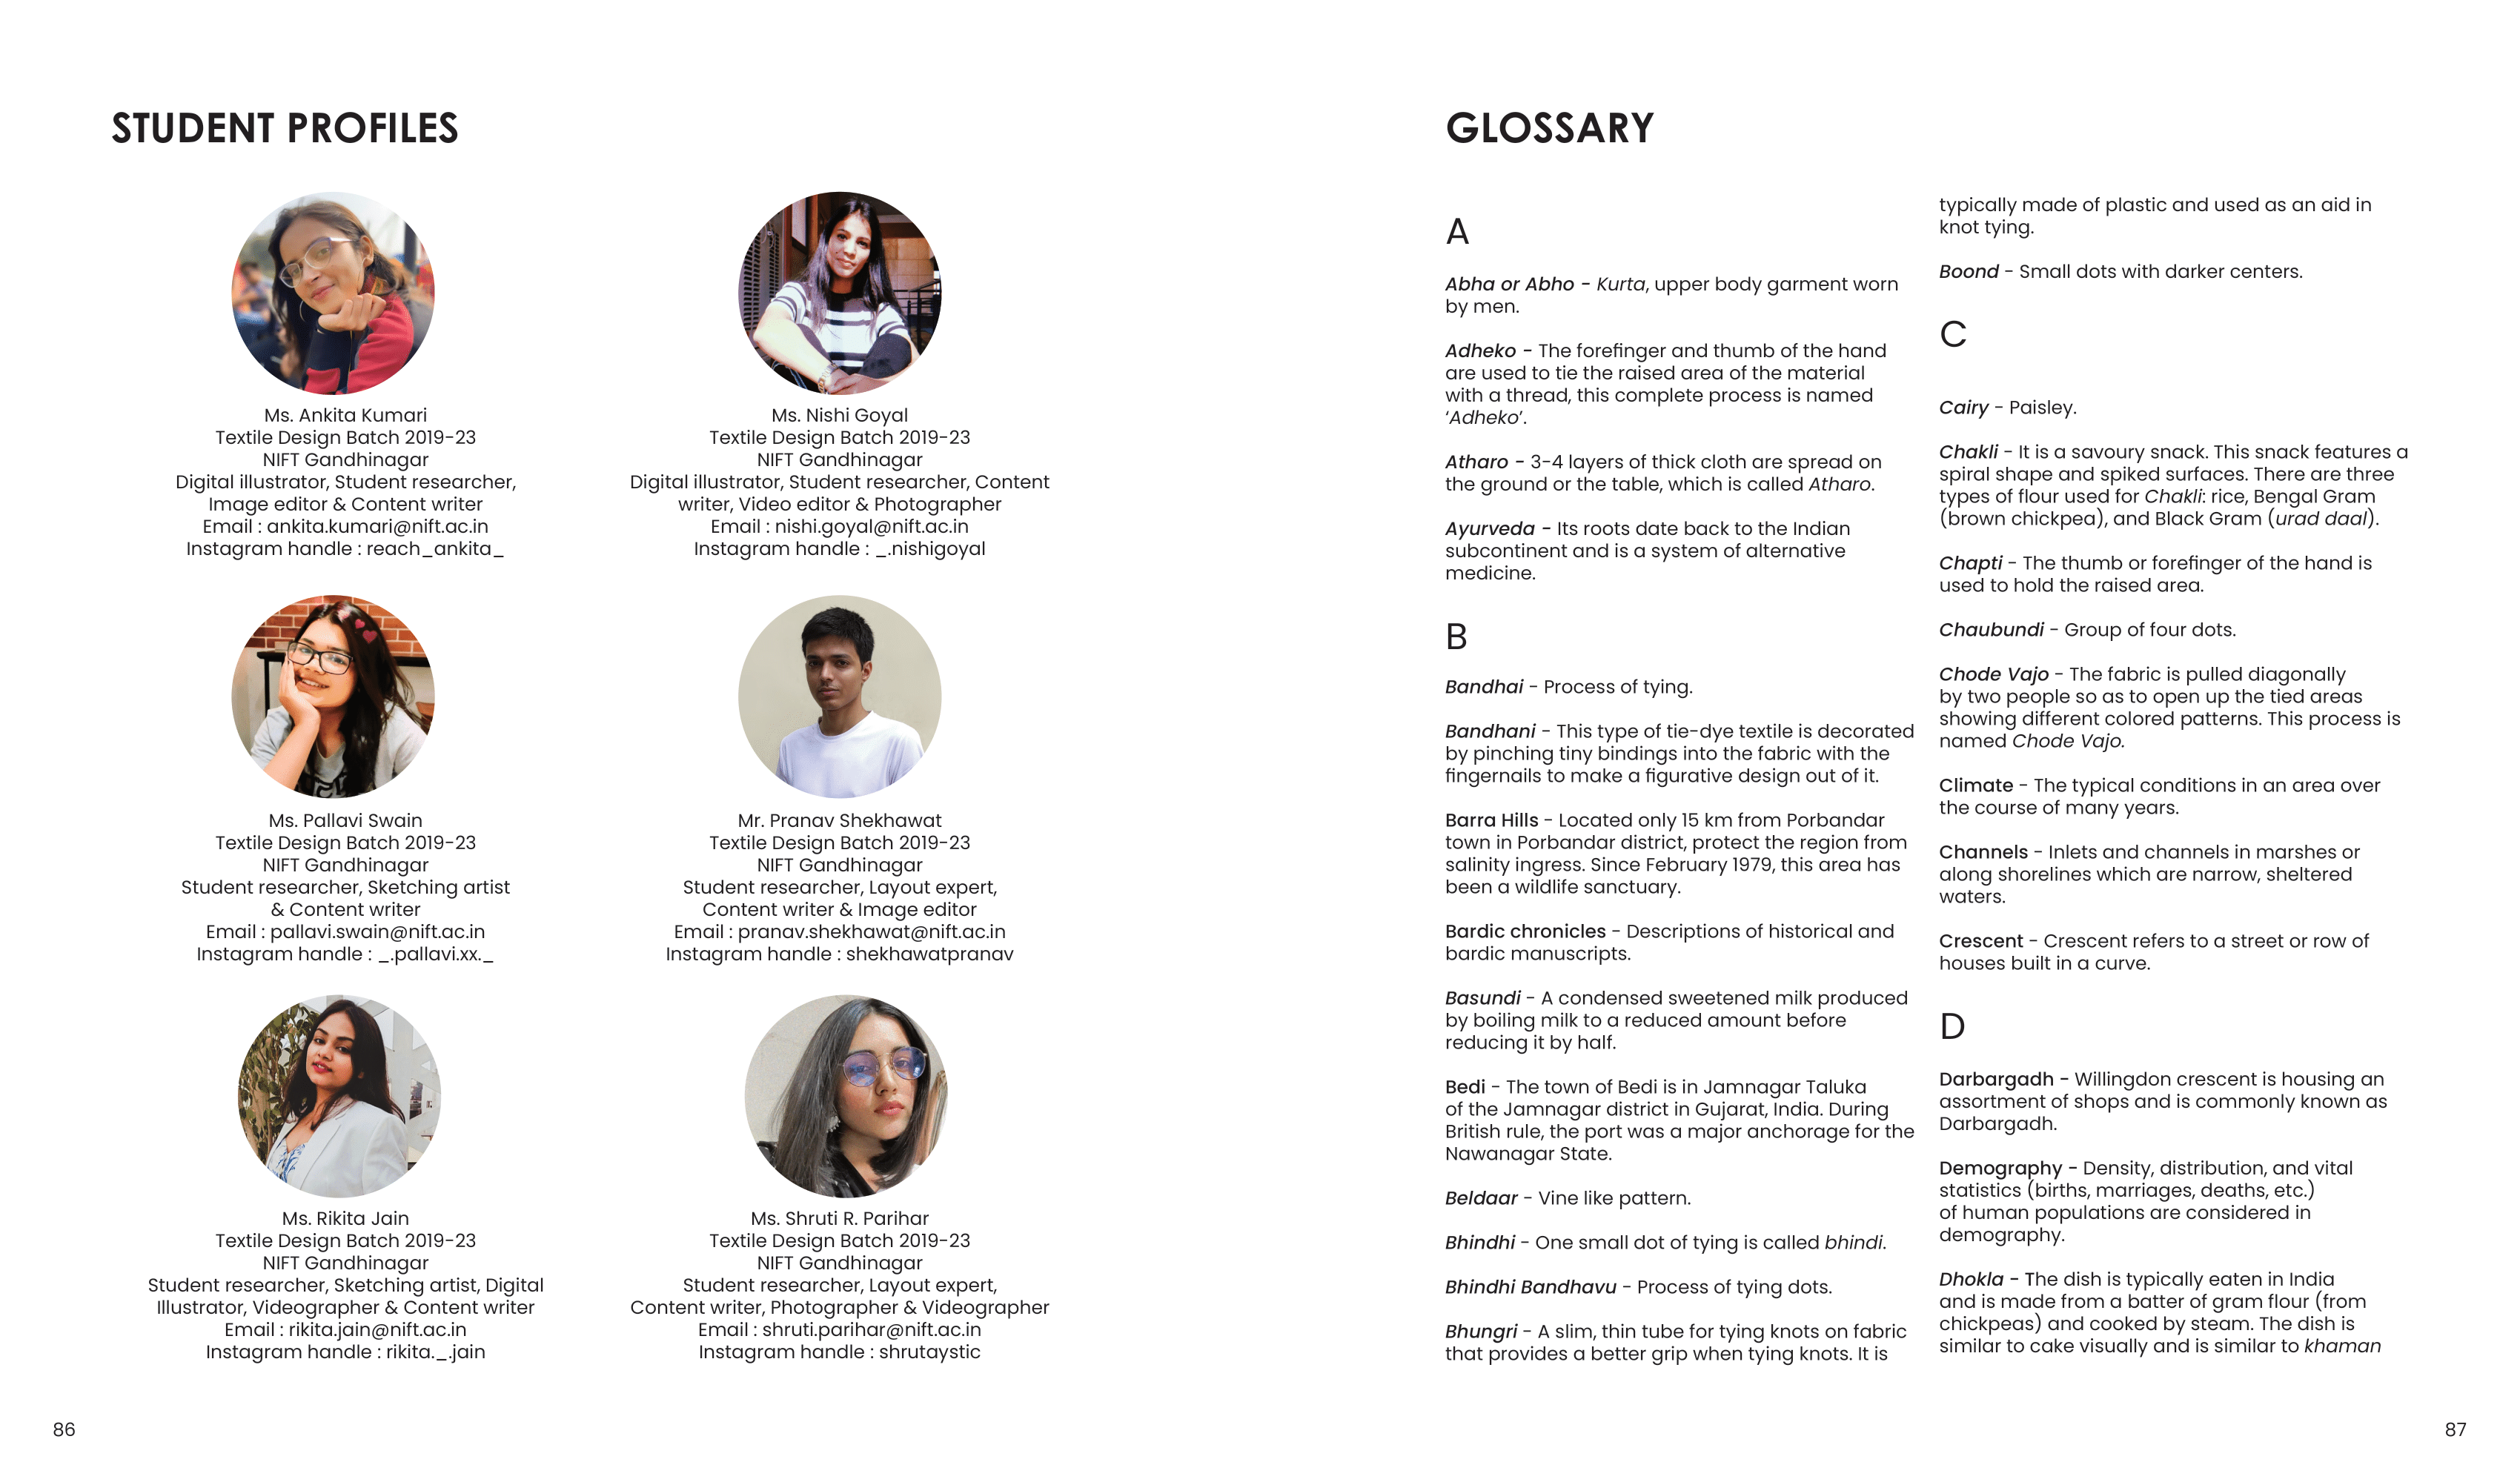 STUDENT PROFILES
Ms. Ankita Kumari
Textile Design Batch 2019-23
NIFT Gandhinagar
Digital illustrator, Student researcher,
Image editor & Content writer
Email : ankita.kumari@nift.ac.in
Instagram handle : reach_ankita_
Ms. Nishi Goyal
Textile Design Batch 2019-23
NIFT Gandhinagar
Digital illustrator, Student researcher, Content
writer, Video editor & Photographer
Email : nishi.goyal@nift.ac.in
Instagram handle : _.nishigoyal
Ms. Pallavi Swain
Textile Design Batch 2019-23
NIFT Gandhinagar
Student researcher, Sketching artist
& Content writer
Email : pallavi.swain@nift.ac.in
Instagram handle : _.pallavi.xx._
Mr. Pranav Shekhawat
Textile Design Batch 2019-23
NIFT Gandhinagar
Student researcher, Layout expert,
Content writer & Image editor
Email : pranav.shekhawat@nift.ac.in
Instagram handle : shekhawatpranav
Ms. Rikita Jain
Textile Design Batch 2019-23
NIFT Gandhinagar
Student researcher, Sketching artist, Digital
Illustrator, Videographer & Content writer
Email : rikita.jain@nift.ac.in
Instagram handle : rikita._.jain
Ms. Shruti R. Parihar
Textile Design Batch 2019-23
NIFT Gandhinagar
Student researcher, Layout expert,
Content writer, Photographer & Videographer
Email : shruti.parihar@nift.ac.in
Instagram handle : shrutaystic
86
GLOSSARY
A
Abha or Abho - Kurta, upper body garment worn
by men.
Adheko - The forefinger and thumb of the hand
are used to tie the raised area of the material
with a thread, this complete process is named
‘Adheko’.
Atharo - 3-4 layers of thick cloth are spread on
the ground or the table, which is called Atharo.
Ayurveda - Its roots date back to the Indian
subcontinent and is a system of alternative
medicine.
B
Bandhai - Process of tying.
Bandhani - This type of tie-dye textile is decorated
by pinching tiny bindings into the fabric with the
fingernails to make a figurative design out of it.
Barra Hills - Located only 15 km from Porbandar
town in Porbandar district, protect the region from
salinity ingress. Since February 1979, this area has
been a wildlife sanctuary.
Bardic chronicles - Descriptions of historical and
bardic manuscripts.
Basundi - A condensed sweetened milk produced
by boiling milk to a reduced amount before
reducing it by half.
Bedi - The town of Bedi is in Jamnagar Taluka
of the Jamnagar district in Gujarat, India. During
British rule, the port was a major anchorage for the
Nawanagar State.
Beldaar - Vine like pattern.
Bhindhi - One small dot of tying is called bhindi.
Bhindhi Bandhavu - Process of tying dots.
Bhungri - A slim, thin tube for tying knots on fabric
that provides a better grip when tying knots. It is
typically made of plastic and used as an aid in
knot tying.
Boond - Small dots with darker centers.
C
Cairy - Paisley.
Chakli - It is a savoury snack. This snack features a
spiral shape and spiked surfaces. There are three
types of flour used for Chakli: rice, Bengal Gram
(brown chickpea), and Black Gram (urad daal).
Chapti - The thumb or forefinger of the hand is
used to hold the raised area.
Chaubundi - Group of four dots.
Chode Vajo - The fabric is pulled diagonally
by two people so as to open up the tied areas
showing different colored patterns. This process is
named Chode Vajo.
Climate - The typical conditions in an area over
the course of many years.
Channels - Inlets and channels in marshes or
along shorelines which are narrow, sheltered
waters.
Crescent - Crescent refers to a street or row of
houses built in a curve.
D
Darbargadh - Willingdon crescent is housing an
assortment of shops and is commonly known as
Darbargadh.
Demography - Density, distribution, and vital
statistics (births, marriages, deaths, etc.)
of human populations are considered in
demography.
Dhokla - The dish is typically eaten in India
and is made from a batter of gram flour (from
chickpeas) and cooked by steam. The dish is
similar to cake visually and is similar to khaman
87